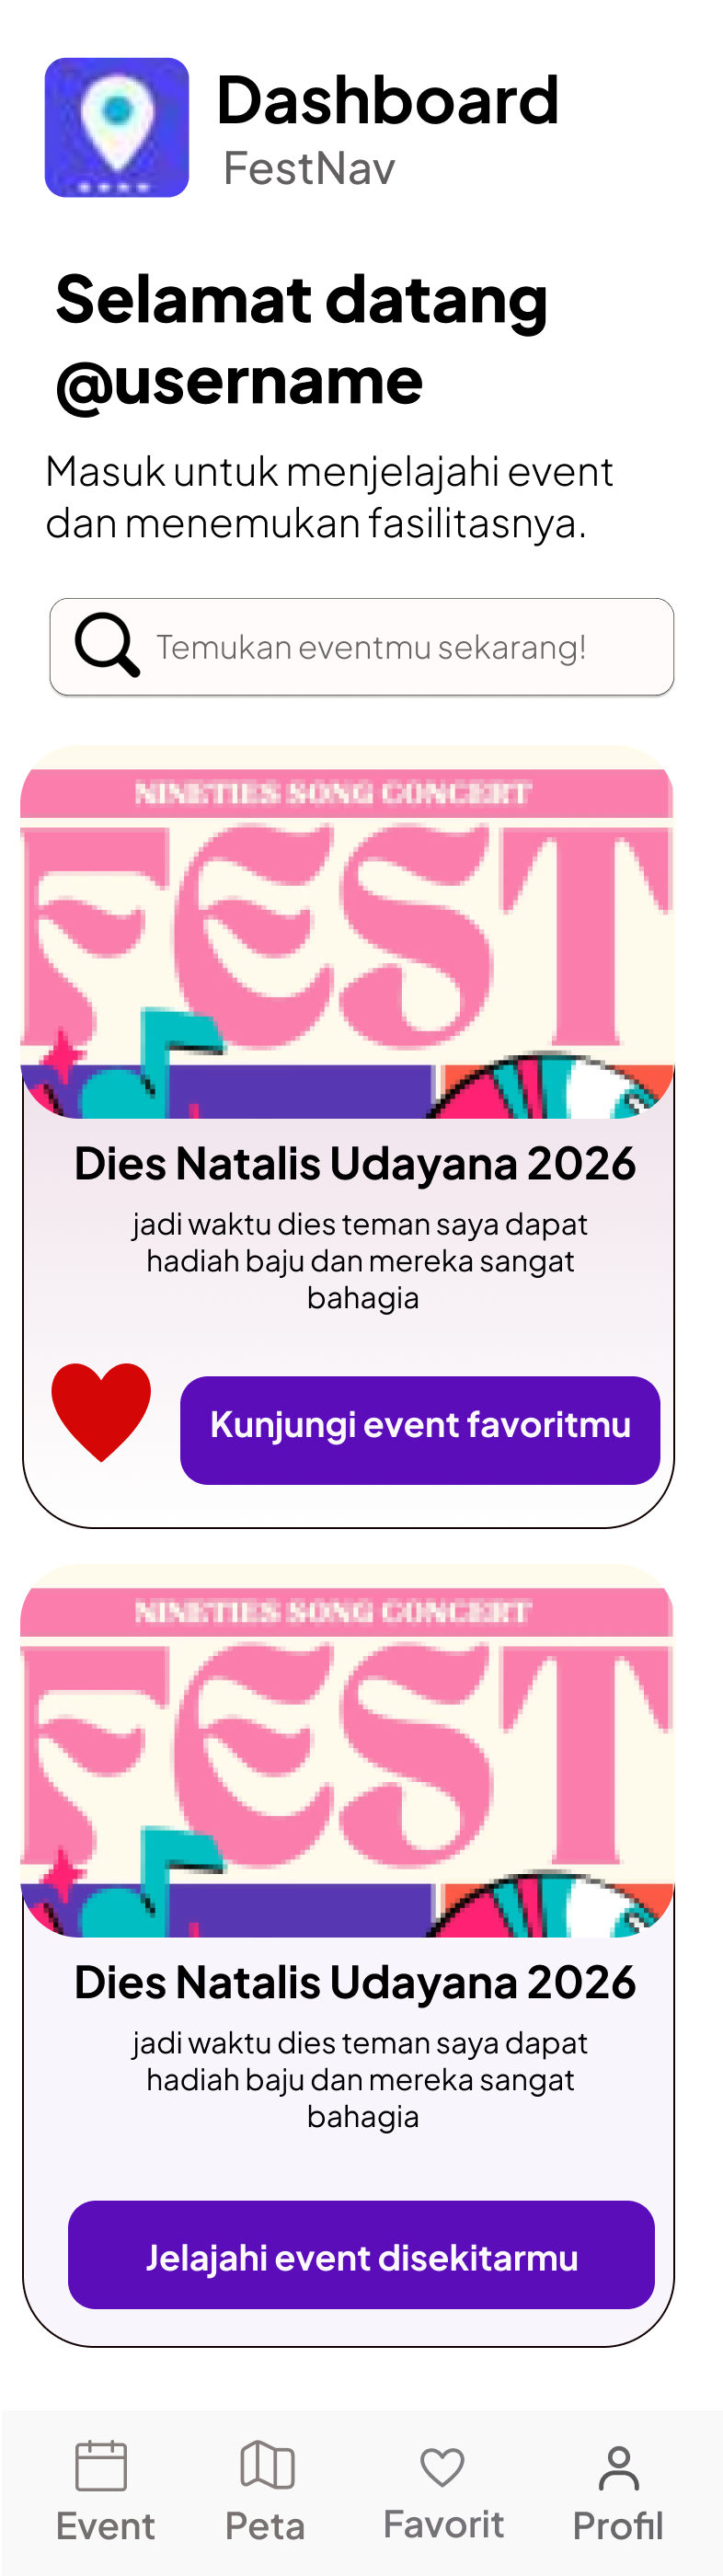 Dashboard
FestNav
Selamat datang
@username
Masuk untuk menjelajahi event
dan menemukan fasilitasnya.
Temukan eventmu sekarang!
NINETIES SONG CONCERT
FEST
Dies Natalis Udayana 2026
jadi waktu dies teman saya dapat
hadiah baju dan mereka sangat
bahagia
Kunjungi event favoritmu
NINETIES SONG CONCERT
FEST
Dies Natalis Udayana 2026
jadi waktu dies teman saya dapat
hadiah baju dan mereka sangat
bahagia
Jelajahi event disekitarmu
Event Peta Favorit Profil